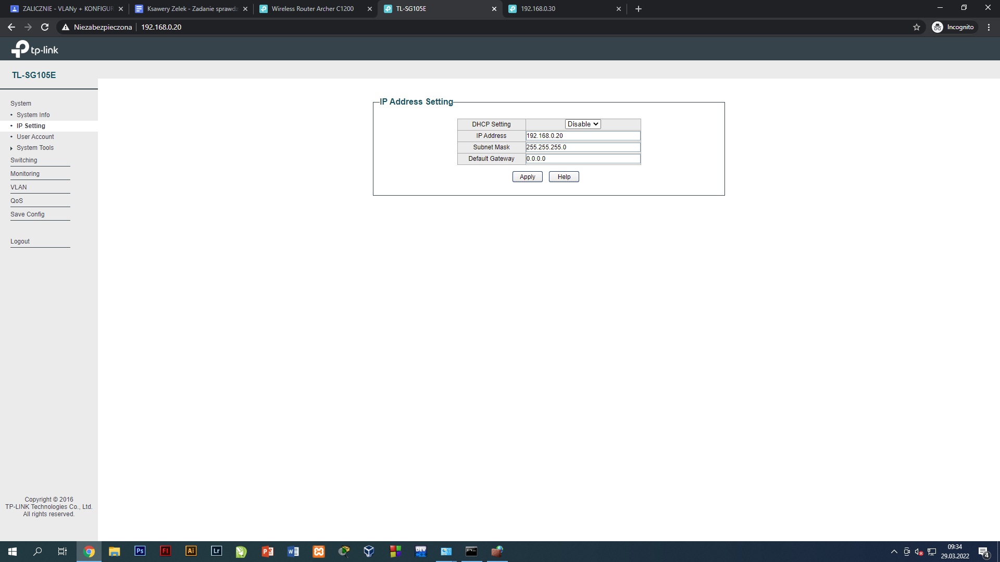 ZALICZNIE - VLANy + KONFIGUR
Ksawery Zelek - Zadanie sprawdz
Wireless Router Archer C1200
TL-SG105E
192.168.0.30
Niezabezpieczona
192.168.0.20
Incognito
tp-link
TL-SG105E
System
System Info
IP Setting
User Account
System Tools
Switching
Monitoring
VLAN
QoS
Save Config
Logout
IP Address Setting
DHCP Setting Disable
IP Address 192.168.0.20
Subnet Mask 255.255.255.0
Default Gateway 0.0.0.0
Apply Help
Copyright © 2016
TP-LINK Technologies Co., Ltd.
All rights reserved.
Ps
Fl
Ai
Lr
DEV
09:34
29.03.2022
4